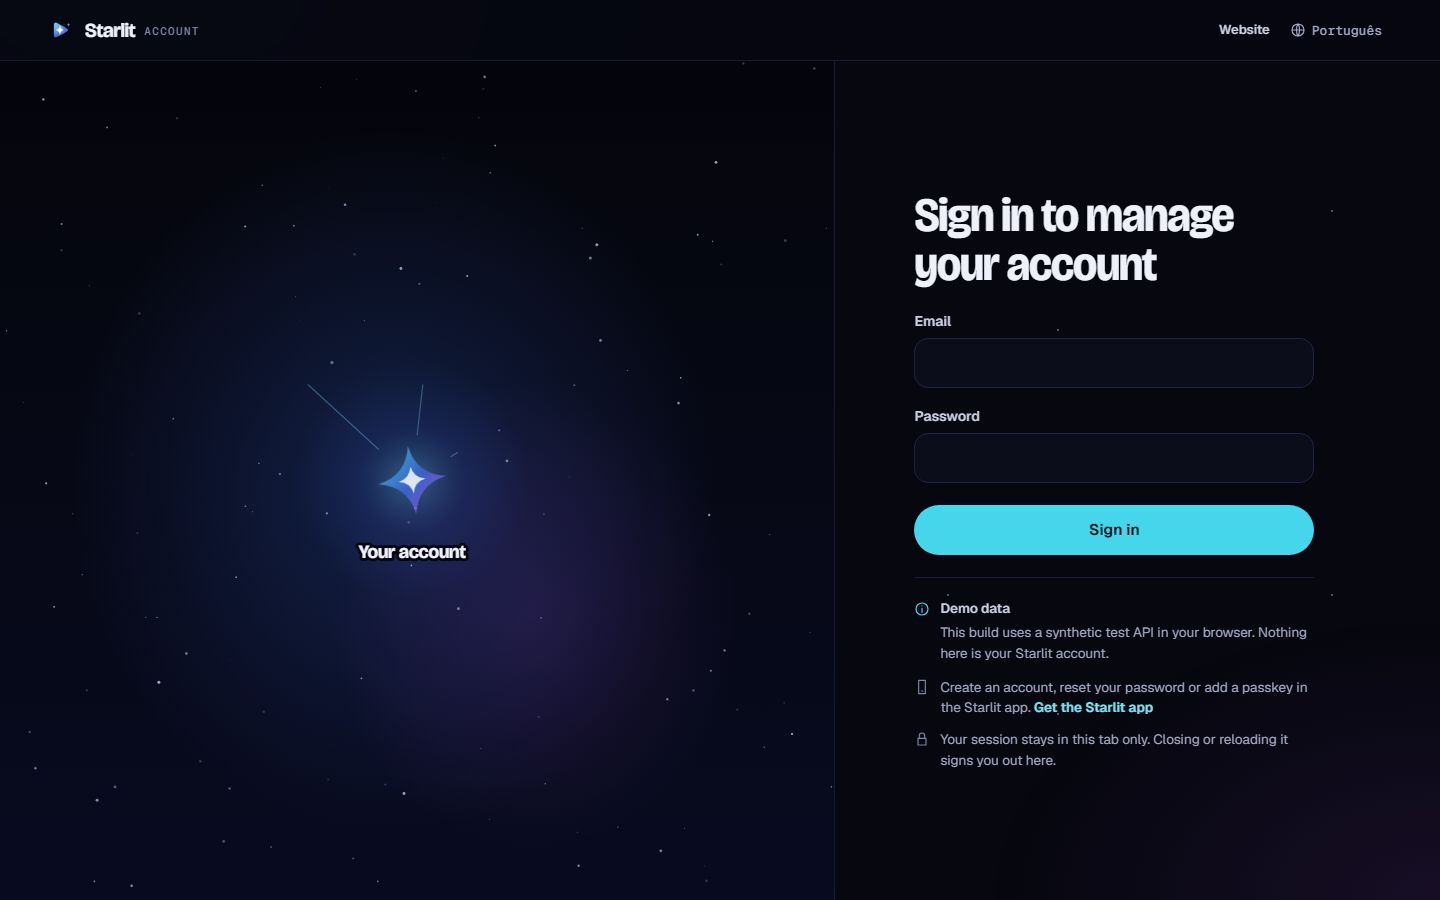 Starlit ACCOUNT
Website
Português
Your account
Sign in to manage
your account
Email
Password
Sign in
Demo data
This build uses a synthetic test API in your browser. Nothing
here is your Starlit account.
Create an account, reset your password or add a passkey in
the Starlit app. Get the Starlit app
Your session stays in this tab only. Closing or reloading it
signs you out here.